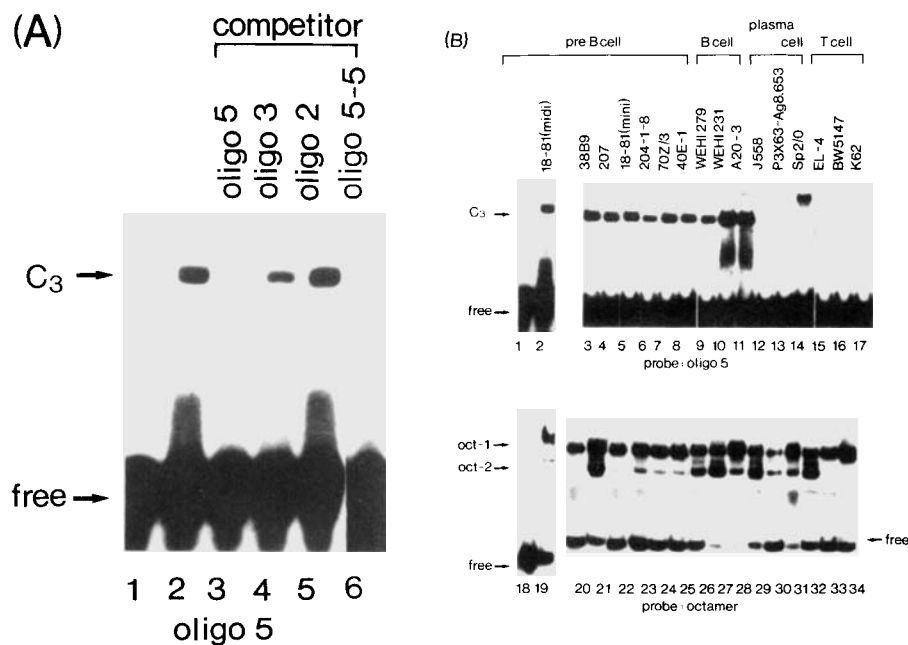 (A)
competitor
oligo 5
oligo 3
oligo 2
oligo 5-5
C3
free
1 2 3 4 5 6
oligo 5
(B)
plasma
pre B cell B cell cell T cell
18-81(midi)
38B9
207
18-81(mini)
204-1-8
70Z/3
40E-1
WEHI 279
WEHI 231
A20-3
J558
P3X63-Ag8.653
Sp2/0
EL-4
BW5147
K62
C3
free
1 2 3 4 5 6 7 8 9 10 11 12 13 14 15 16 17
probe: oligo 5
oct-1
oct-2
free
free
18 19 20 21 22 23 24 25 26 27 28 29 30 31 32 33 34
probe: octamer